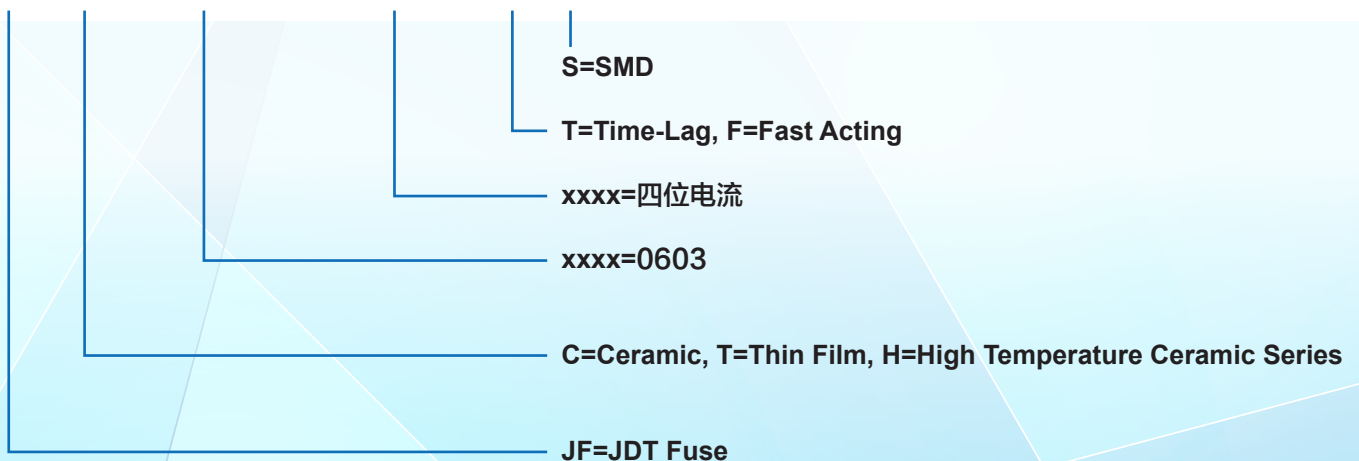 S=SMD
T=Time-Lag, F=Fast Acting
xxxx=四位电流
xxxx=0603
C=Ceramic, T=Thin Film, H=High Temperature Ceramic Series
JF=JDT Fuse